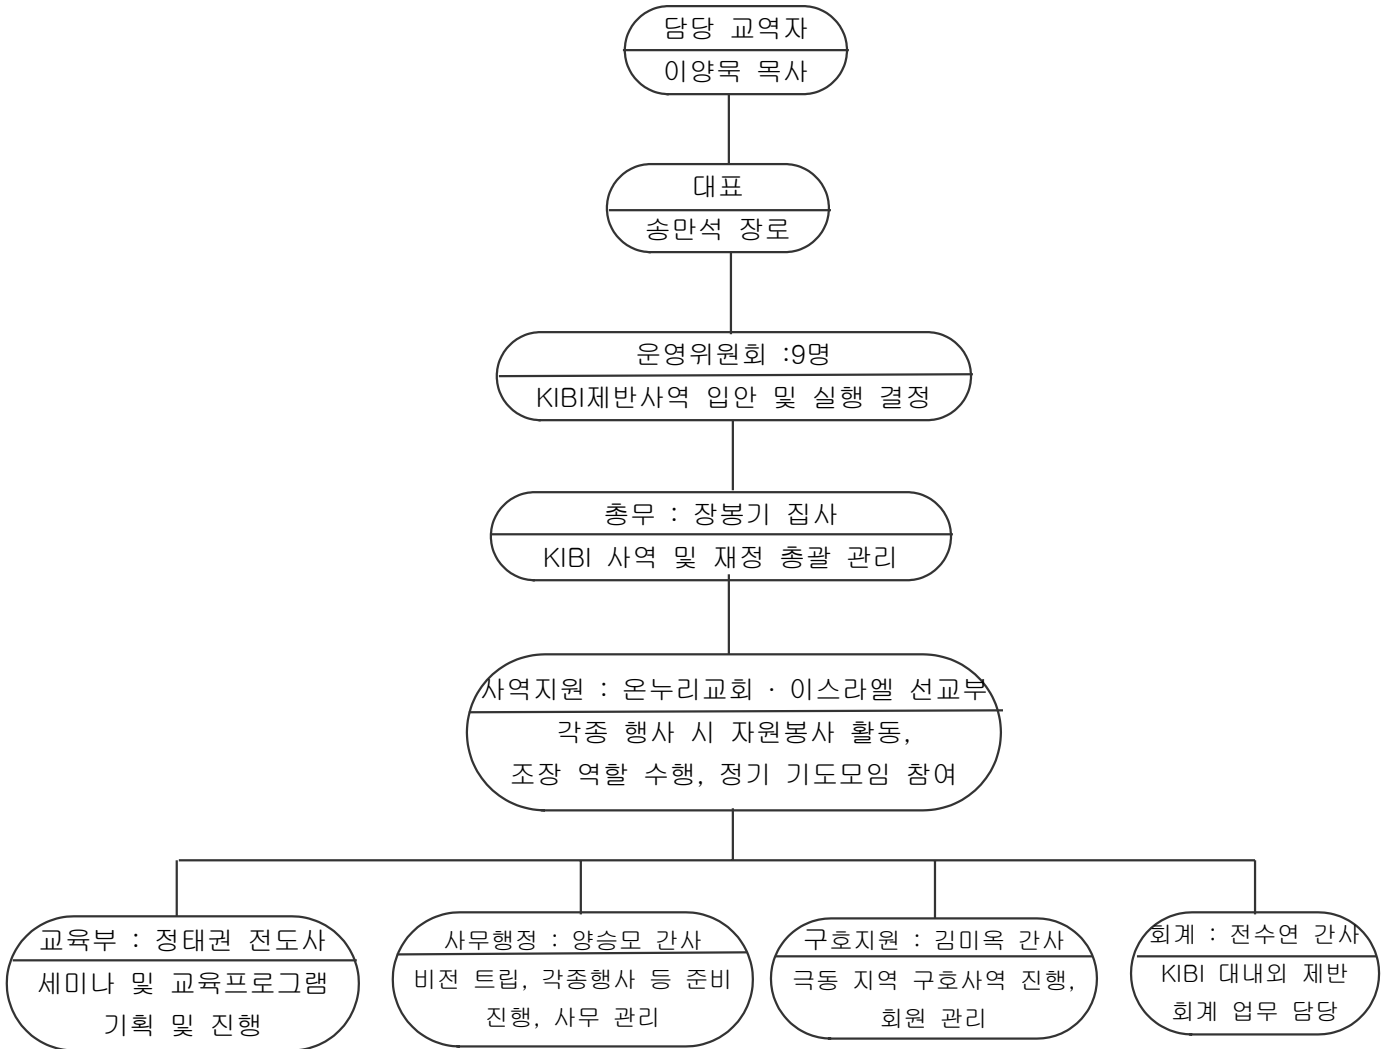 담당 교역자
이양묵 목사
대표
송만석 장로
운영위원회 :9명
KIBI제반사역 입안 및 실행 결정
총무 : 장봉기 집사
KIBI 사역 및 재정 총괄 관리
사역지원 : 온누리교회 · 이스라엘 선교부
각종 행사 시 자원봉사 활동,
조장 역할 수행, 정기 기도모임 참여
교육부 : 정태권 전도사
세미나 및 교육프로그램
기획 및 진행
사무행정 : 양승모 간사
비전 트립, 각종행사 등 준비
진행, 사무 관리
구호지원 : 김미옥 간사
극동 지역 구호사역 진행,
회원 관리
회계 : 전수연 간사
KIBI 대내외 제반
회계 업무 담당